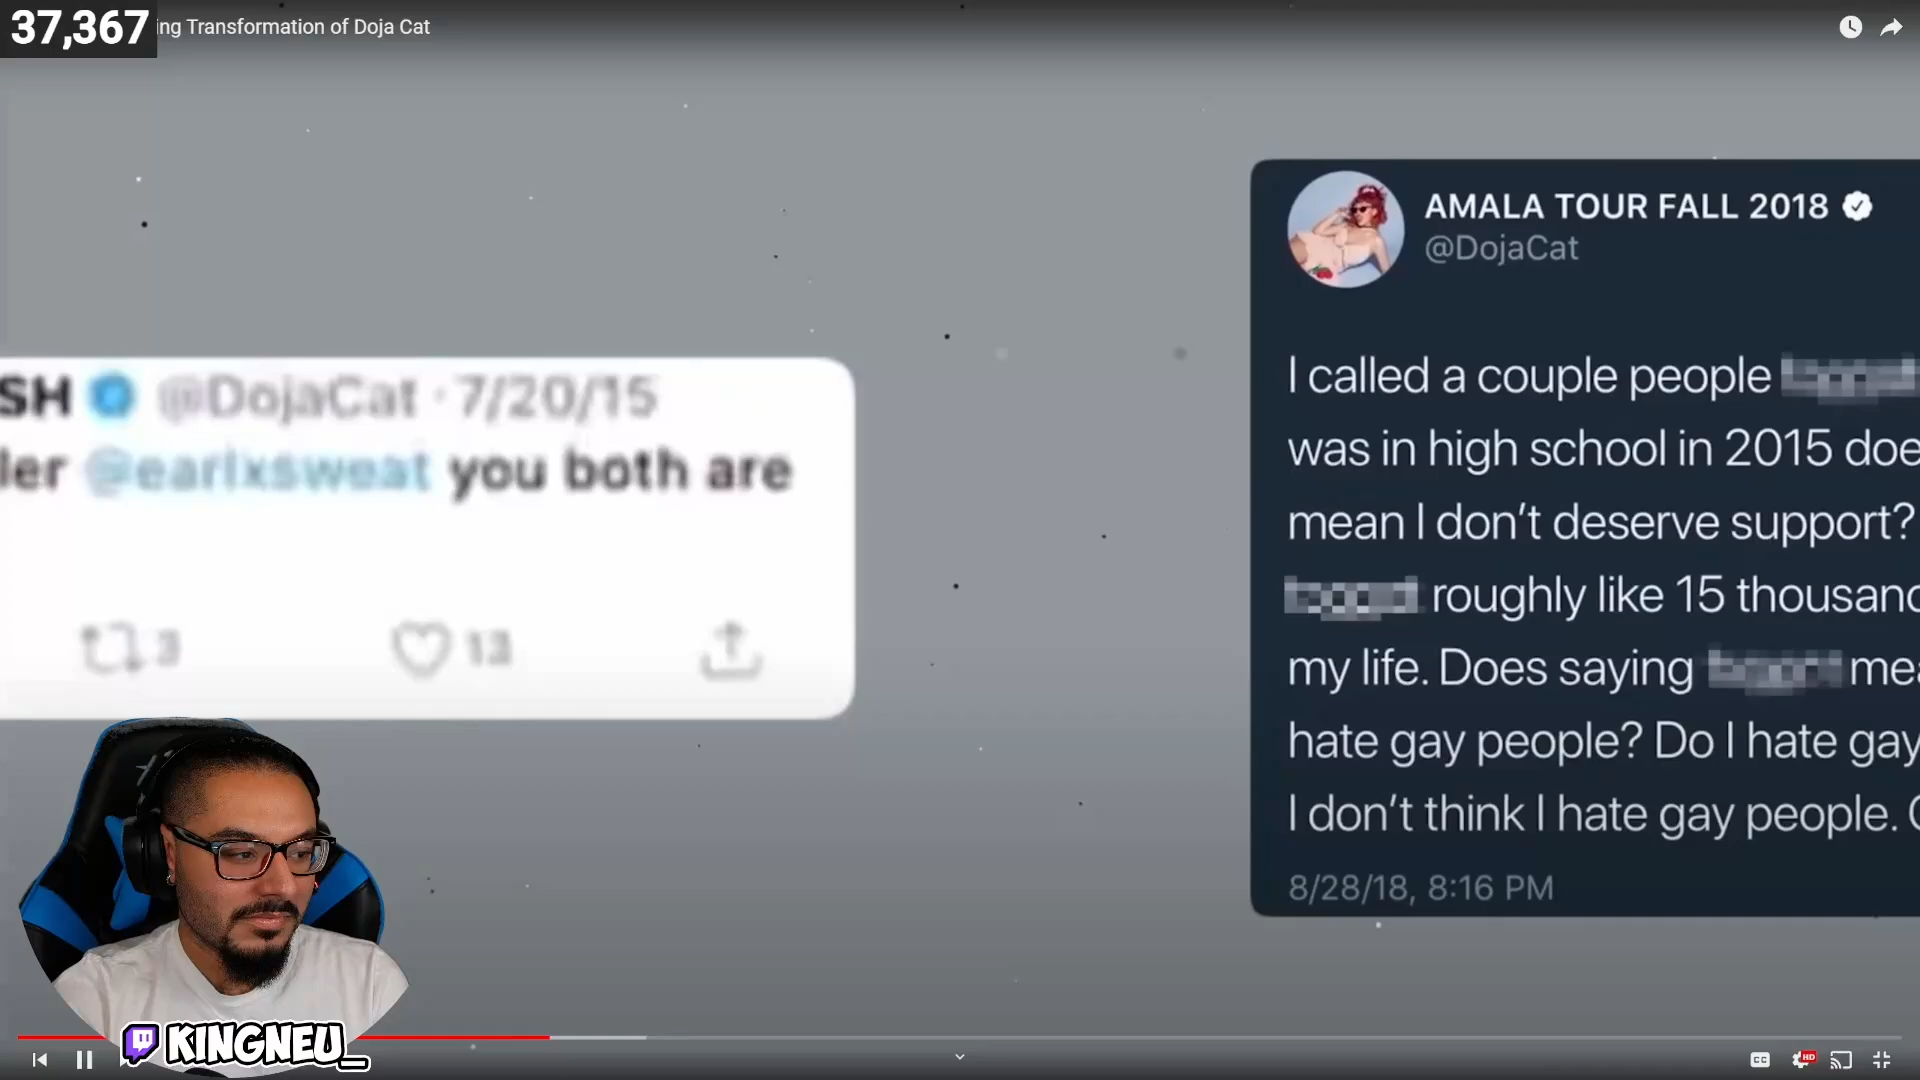 37,367
ing Transformation of Doja Cat
AMALA TOUR FALL 2018
@DojaCat
I called a couple people
was in high school in 2015 doe
mean I don't deserve support?
roughly like 15 thousand
my life. Does saying mea
hate gay people? Do I hate gay
I don't think I hate gay people. G
8/28/18, 8:16 PM
SH @DojaCat · 7/20/15
ler @earlxsweat you both are
3 13
KINGNEU_
CC HD